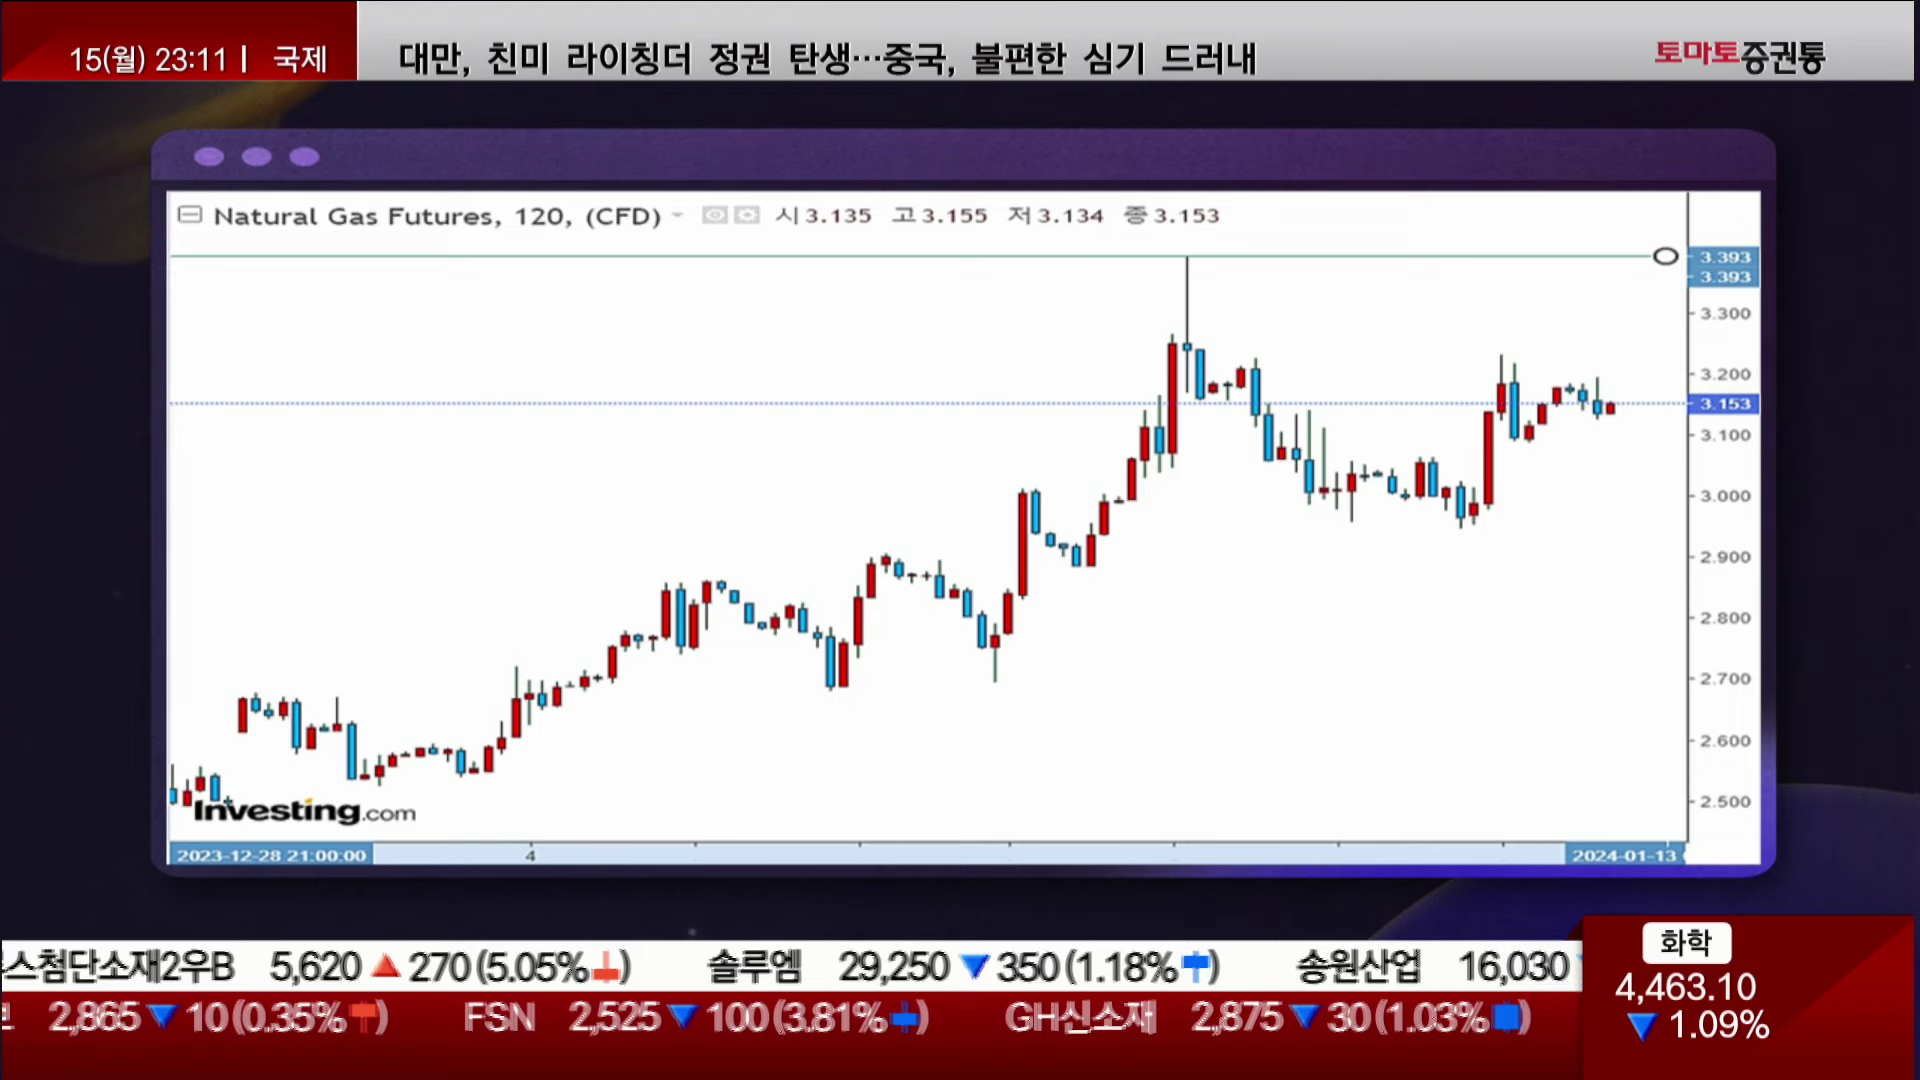 15(월) 23:11 | 국제
대만, 친미 라이칭더 정권 탄생…중국, 불편한 심기 드러내
토마토증권통
Natural Gas Futures, 120, (CFD) 시3.135 고3.155 저3.134 종3.153
3.393
3.393
3.300
3.200
3.153
3.100
3.000
2.900
2.800
2.700
2.600
2.500
Investing.com
2023-12-28 21:00:00
4
2024-01-13
스첨단소재2우B 5,620 ▲ 270 (5.05%) 솔루엠 29,250 ▼ 350 (1.18%) 송원산업 16,030
2,865 ▼ 10 (0.35%) FSN 2,525 ▼ 100 (3.81%) GH신소재 2,875 ▼ 30 (1.03%)
화학
4,463.10
▼ 1.09%